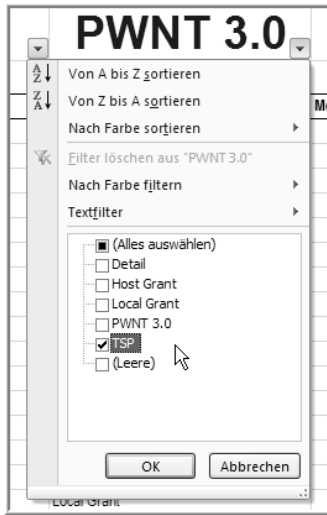 PWNT 3.0
Von A bis Z sortieren
Von Z bis A sortieren
Nach Farbe sortieren
Filter löschen aus "PWNT 3.0"
Nach Farbe filtern
Textfilter
(Alles auswählen)
Detail
Host Grant
Local Grant
PWNT 3.0
TSP
(Leere)
OK Abbrechen
Local Grant